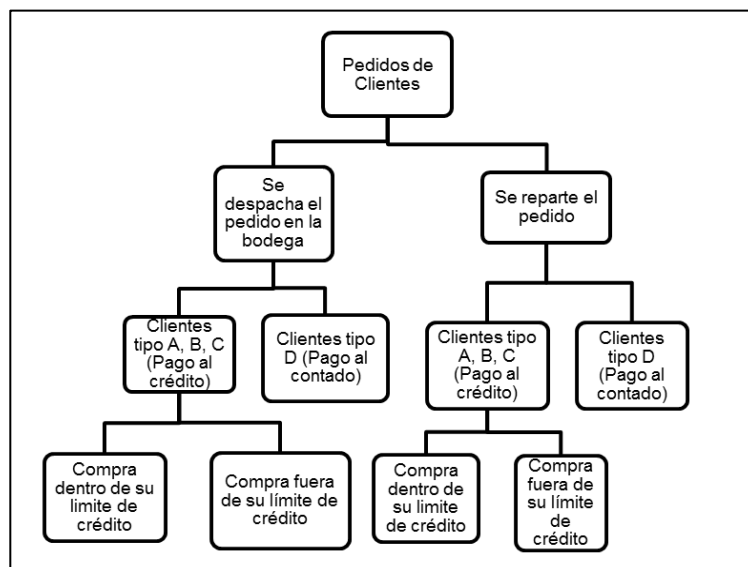 Pedidos de
Clientes
Se
despacha el
pedido en la
bodega
Se reparte el
pedido
Clientes
tipo A, B, C
(Pago al
crédito)
Clientes tipo
D (Pago al
contado)
Clientes tipo
A, B, C
(Pago al
crédito)
Clientes
tipo D
(Pago al
contado)
Compra
dentro de su
limite de
crédito
Compra fuera
de su límite de
crédito
Compra
dentro de
su limite
de crédito
Compra
fuera de
su límite
de
crédito